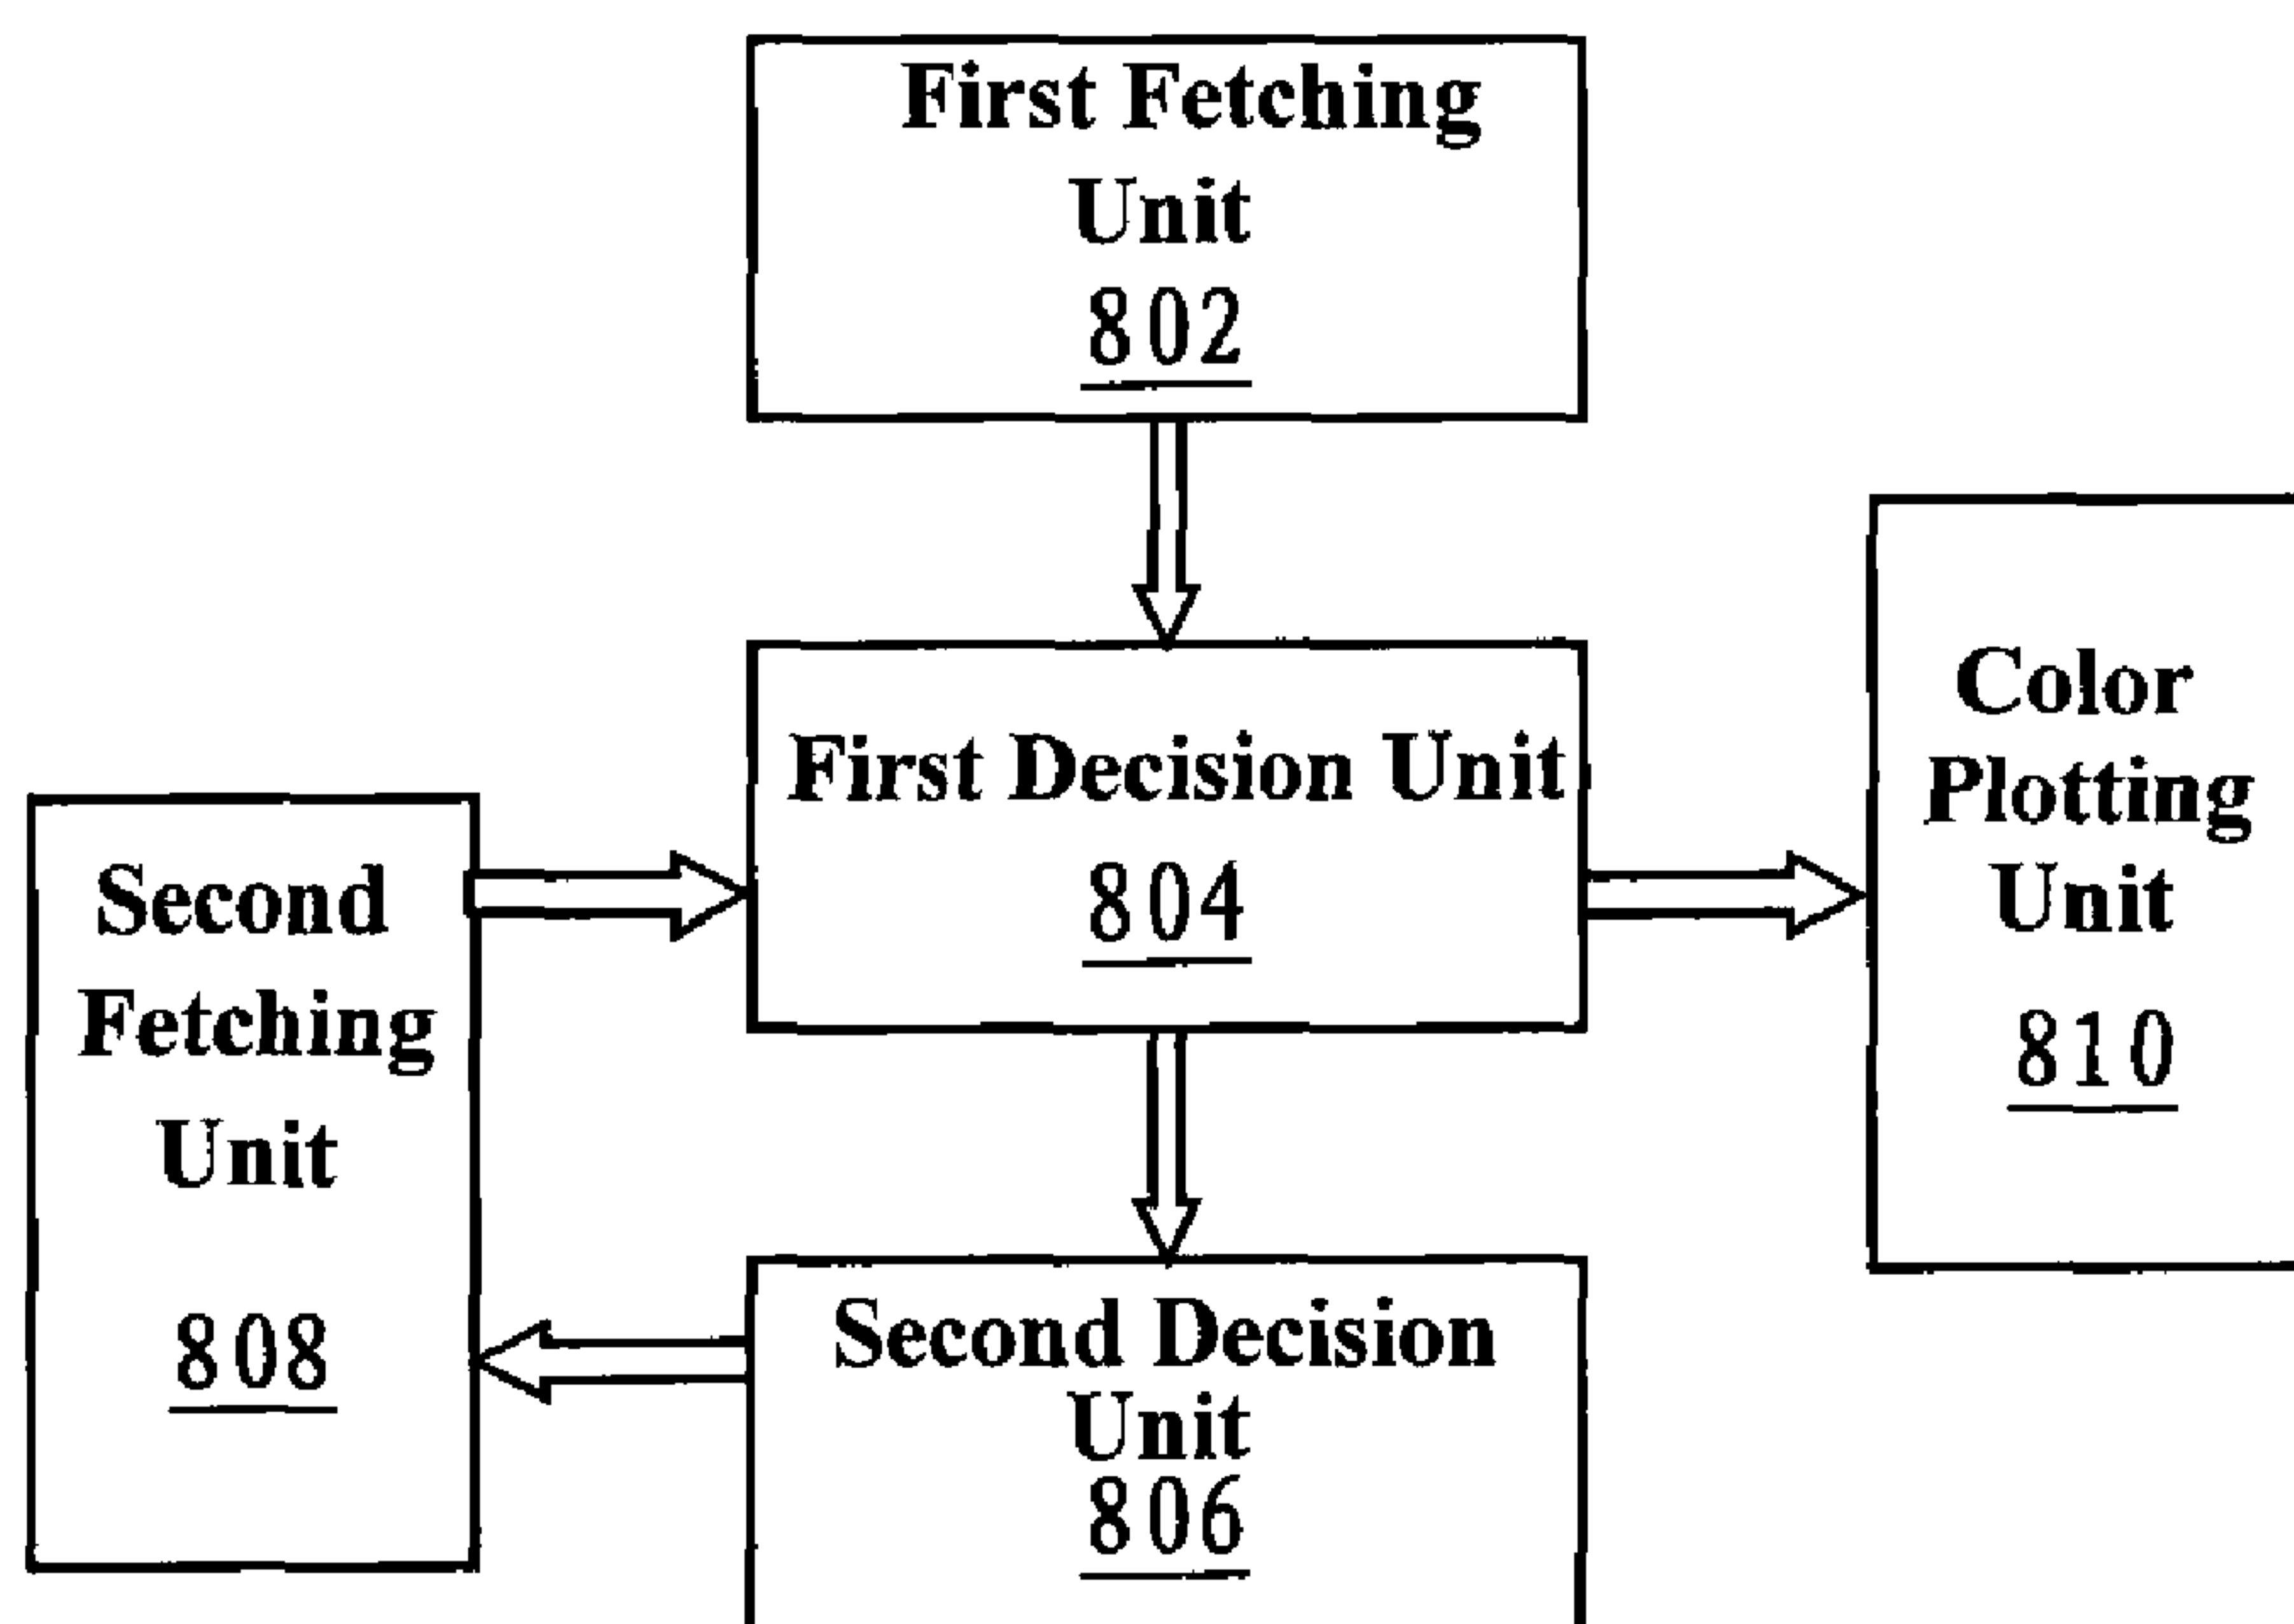 First Fetching
Unit
802
First Decision Unit
804
Color
Plotting
Unit
810
Second
Fetching
Unit
808
Second Decision
Unit
806